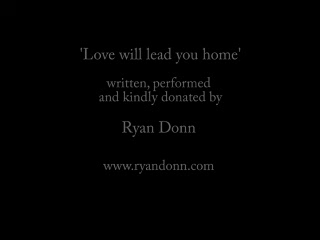 'Love will lead you home'
written, performed
and kindly donated by
Ryan Donn
www.ryandonn.com